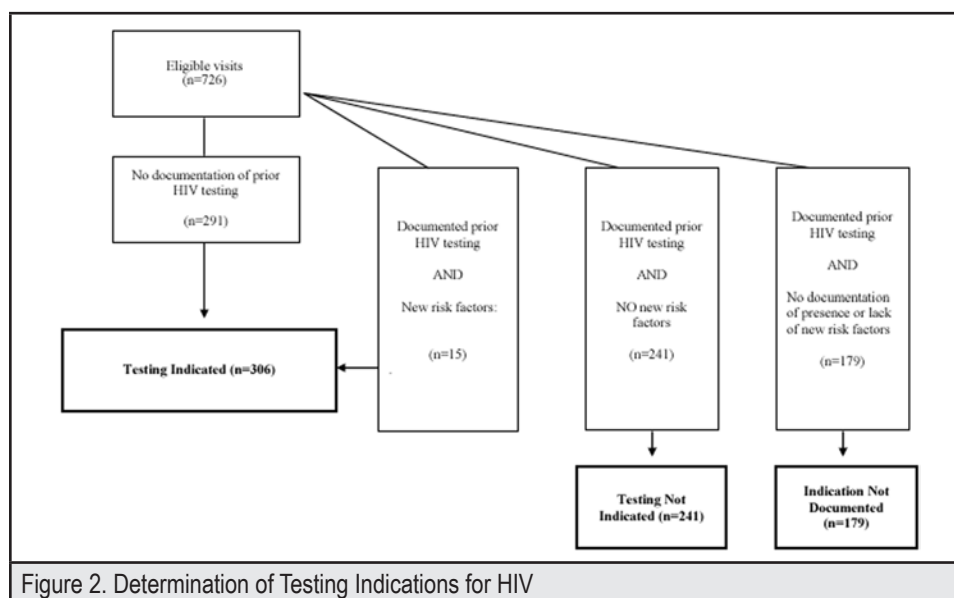 Eligible visits
(n=726)
No documentation of prior
HIV testing
(n=291)
Testing Indicated (n=306)
Documented prior
HIV testing
AND
New risk factors:
(n=15)
Documented prior
HIV testing
AND
NO new risk
factors
(n=241)
Documented prior
HIV testing
AND
No documentation
of presence or lack
of new risk factors
(n=179)
Testing Not
Indicated (n=241)
Indication Not
Documented
(n=179)
Figure 2. Determination of Testing Indications for HIV